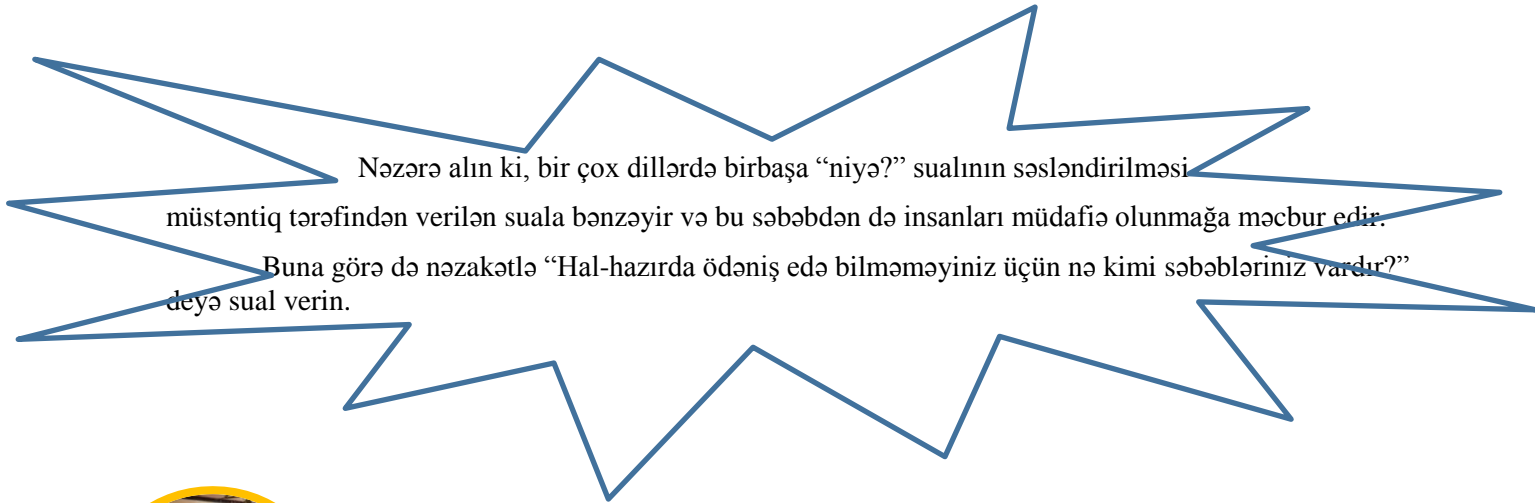 Nəzərə alın ki, bir çox dillərdə birbaşa “niyə?” sualının səsləndirilməsi
müstəntiq tərəfindən verilən suala bənzəyir və bu səbəbdən də insanları müdafiə olunmağa məcbur edir.
Buna görə də nəzakətlə “Hal-hazırda ödəniş edə bilməməyiniz üçün nə kimi səbəbləriniz vardır?”
deyə sual verin.